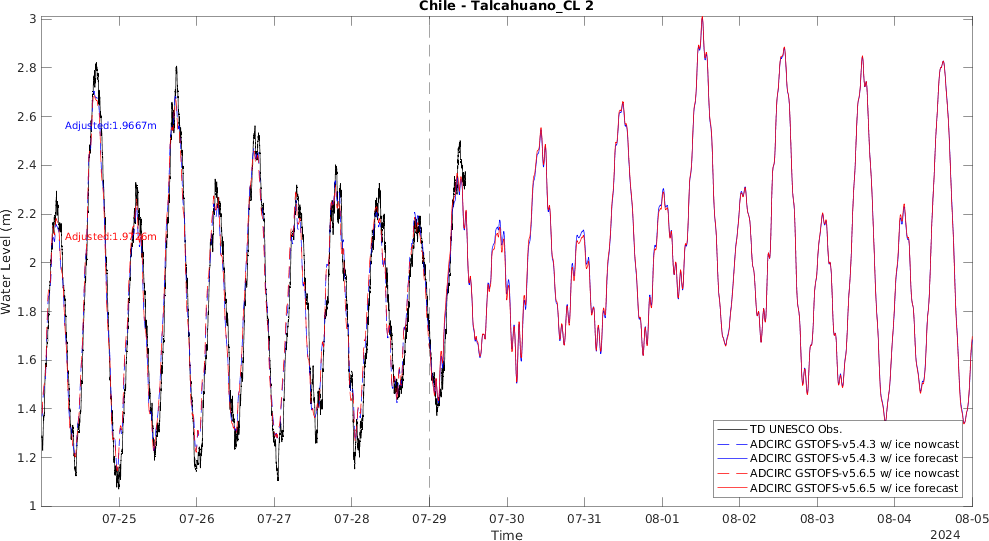 Chile - Talcahuano_CL 2
3
2.8
2.6
2.4
2.2
2
1.8
1.6
1.4
1.2
1
Water Level (m)
Adjusted:1.9667m
TD UNESCO Obs.
ADCIRC GSTOFS-v5.4.3 w/ ice nowcast
ADCIRC GSTOFS-v5.4.3 w/ ice forecast
ADCIRC GSTOFS-v5.6.5 w/ ice nowcast
ADCIRC GSTOFS-v5.6.5 w/ ice forecast
07-25 07-26 07-27 07-28 07-29 07-30 07-31 08-01 08-02 08-03 08-04 08-05
Time
2024